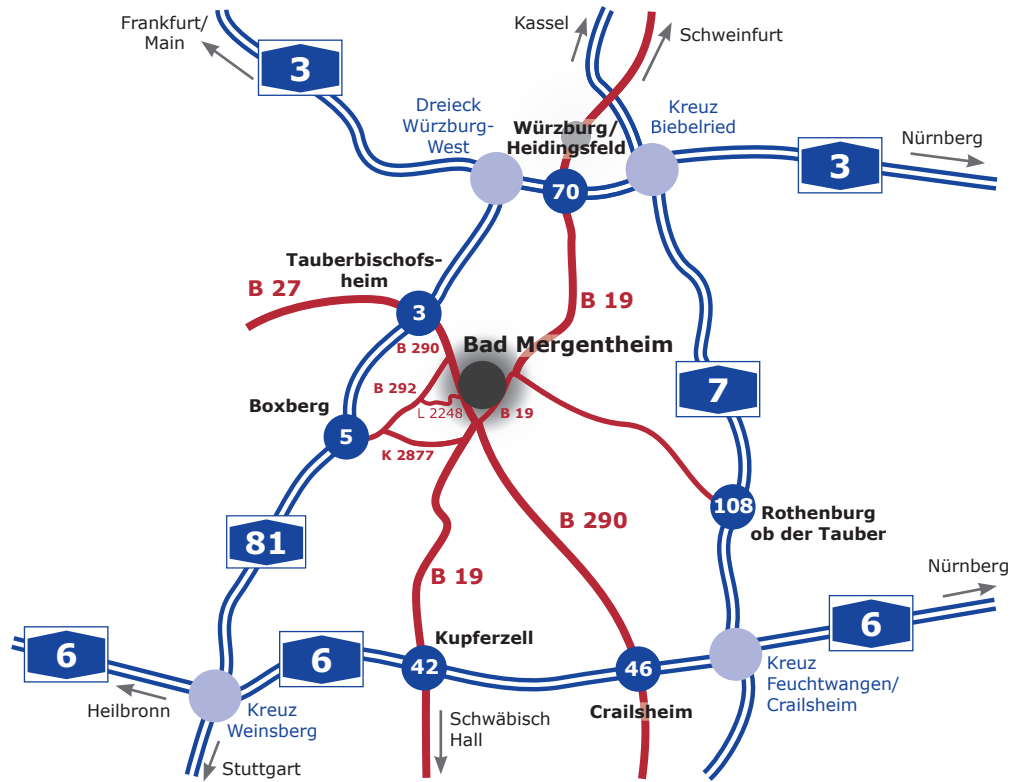 Frankfurt/
Main
3
Kassel
Schweinfurt
Dreieck
Würzburg-
West
Würzburg/
Heidingsfeld
Kreuz
Biebelried
Nürnberg
3
70
Tauberbischofs-
heim
B 27
3
B 19
B 290
Bad Mergentheim
B 292
L 2248
B 19
7
Boxberg
5
K 2877
108
Rothenburg
ob der Tauber
B 290
81
B 19
Nürnberg
6
Kupferzell
6
6
42
46
Kreuz
Feuchtwangen/
Crailsheim
Heilbronn
Kreuz
Weinsberg
Schwäbisch
Hall
Crailsheim
Stuttgart